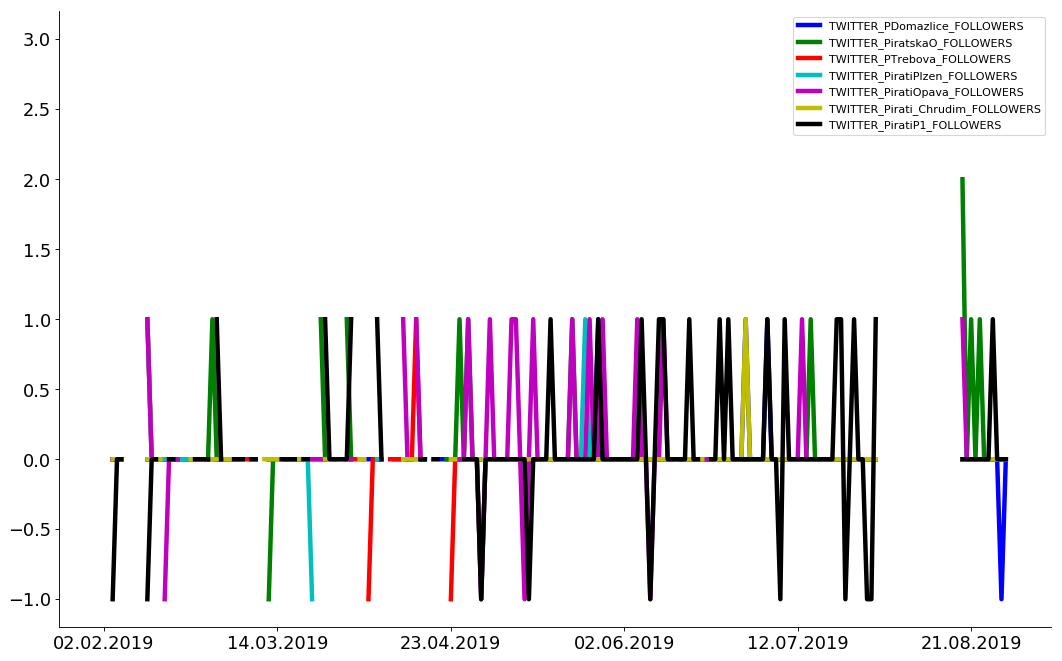 TWITTER_PDomazlice_FOLLOWERS
TWITTER_PiratskaO_FOLLOWERS
TWITTER_PTrebova_FOLLOWERS
TWITTER_PiratiPlzen_FOLLOWERS
TWITTER_PiratiOpava_FOLLOWERS
TWITTER_Pirati_Chrudim_FOLLOWERS
TWITTER_PiratiP1_FOLLOWERS
3.0
2.5
2.0
1.5
1.0
0.5
0.0
−0.5
−1.0
02.02.2019 14.03.2019 23.04.2019 02.06.2019 12.07.2019 21.08.2019